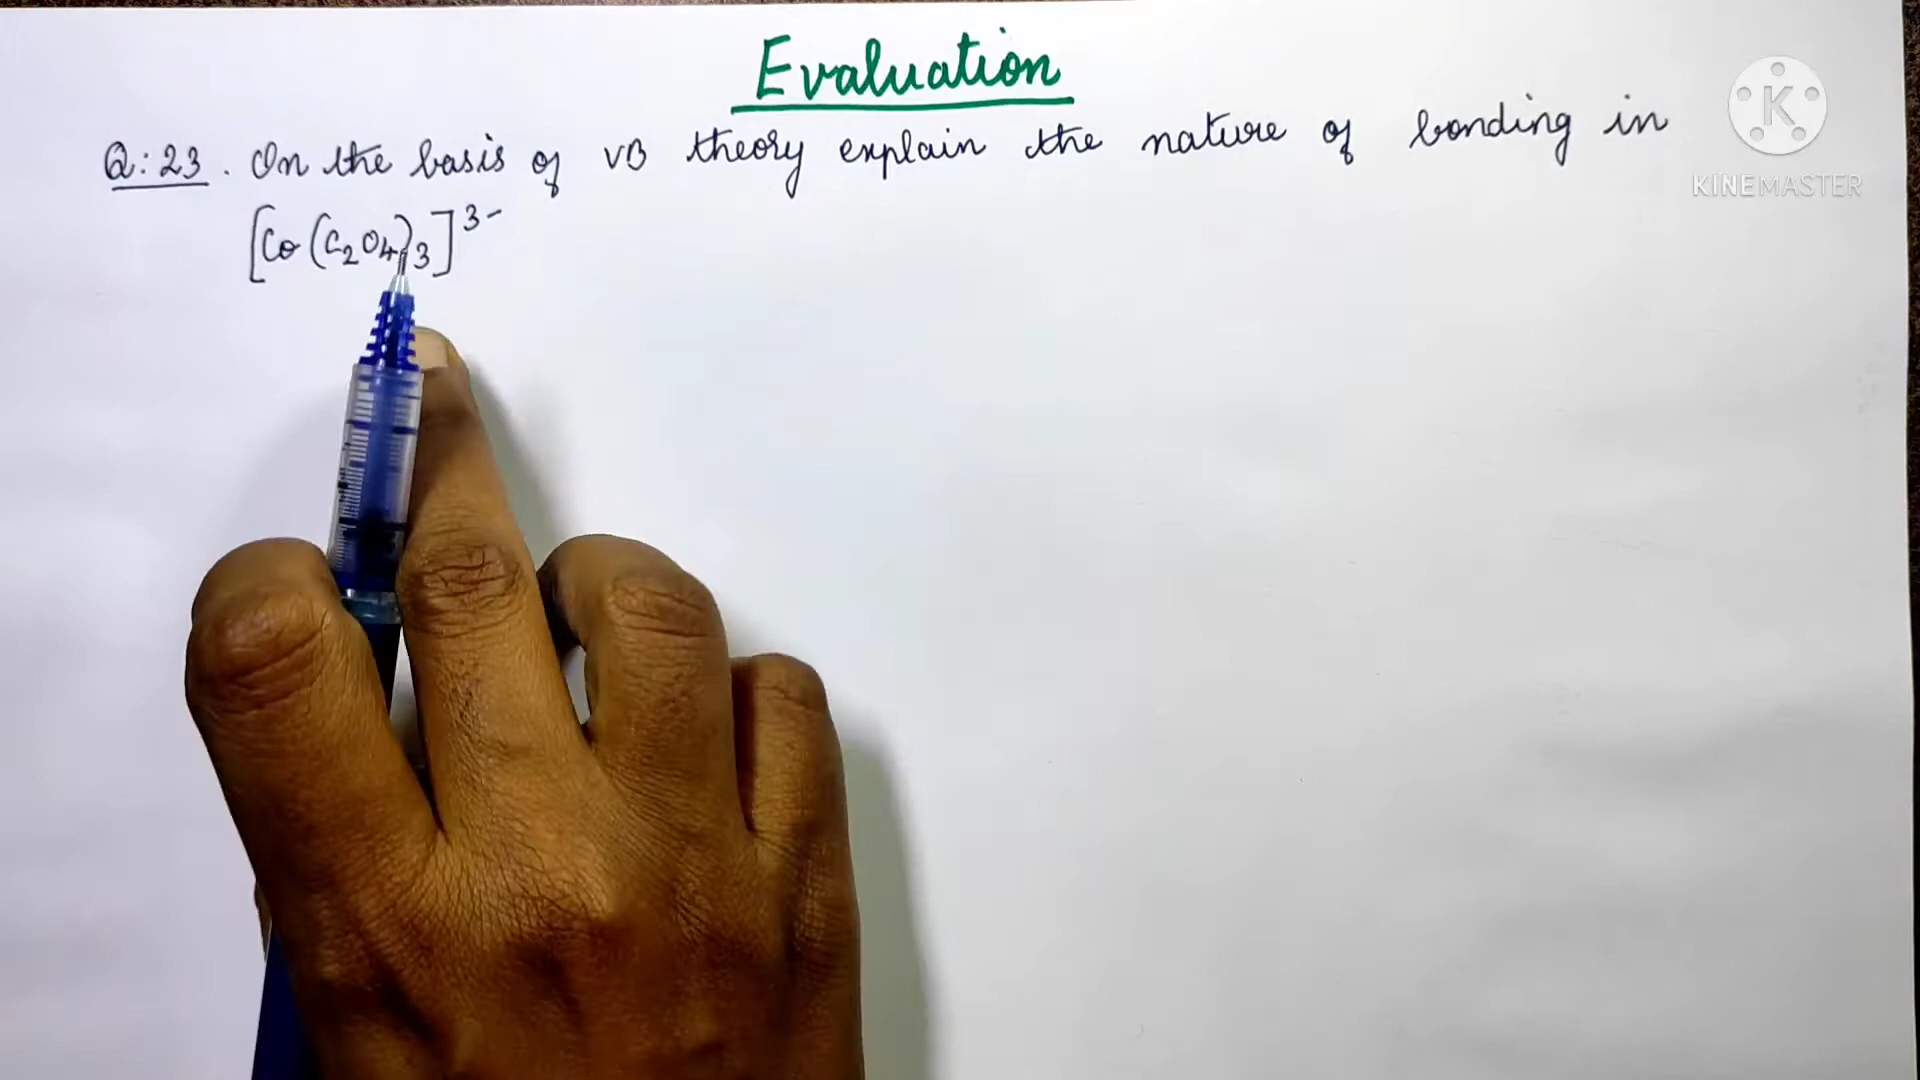 Evaluation
Q: 23. On the basis of VB theory explain the nature of bonding in
[Co(C₂O₄)₃]³⁻
K
KINEMASTER